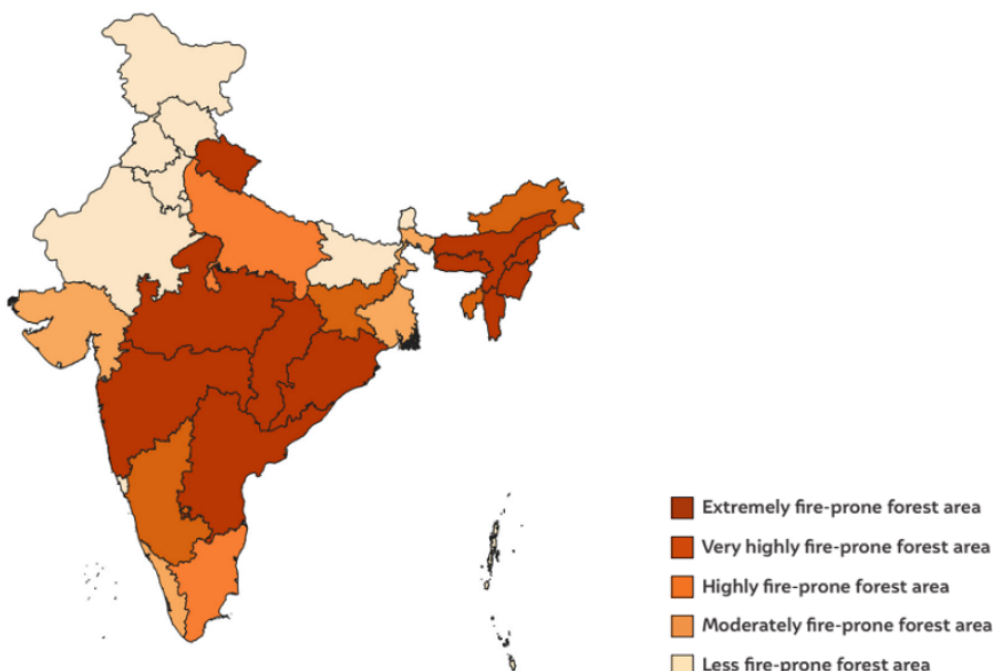 Extremely fire-prone forest area
Very highly fire-prone forest area
Highly fire-prone forest area
Moderately fire-prone forest area
Less fire-prone forest area